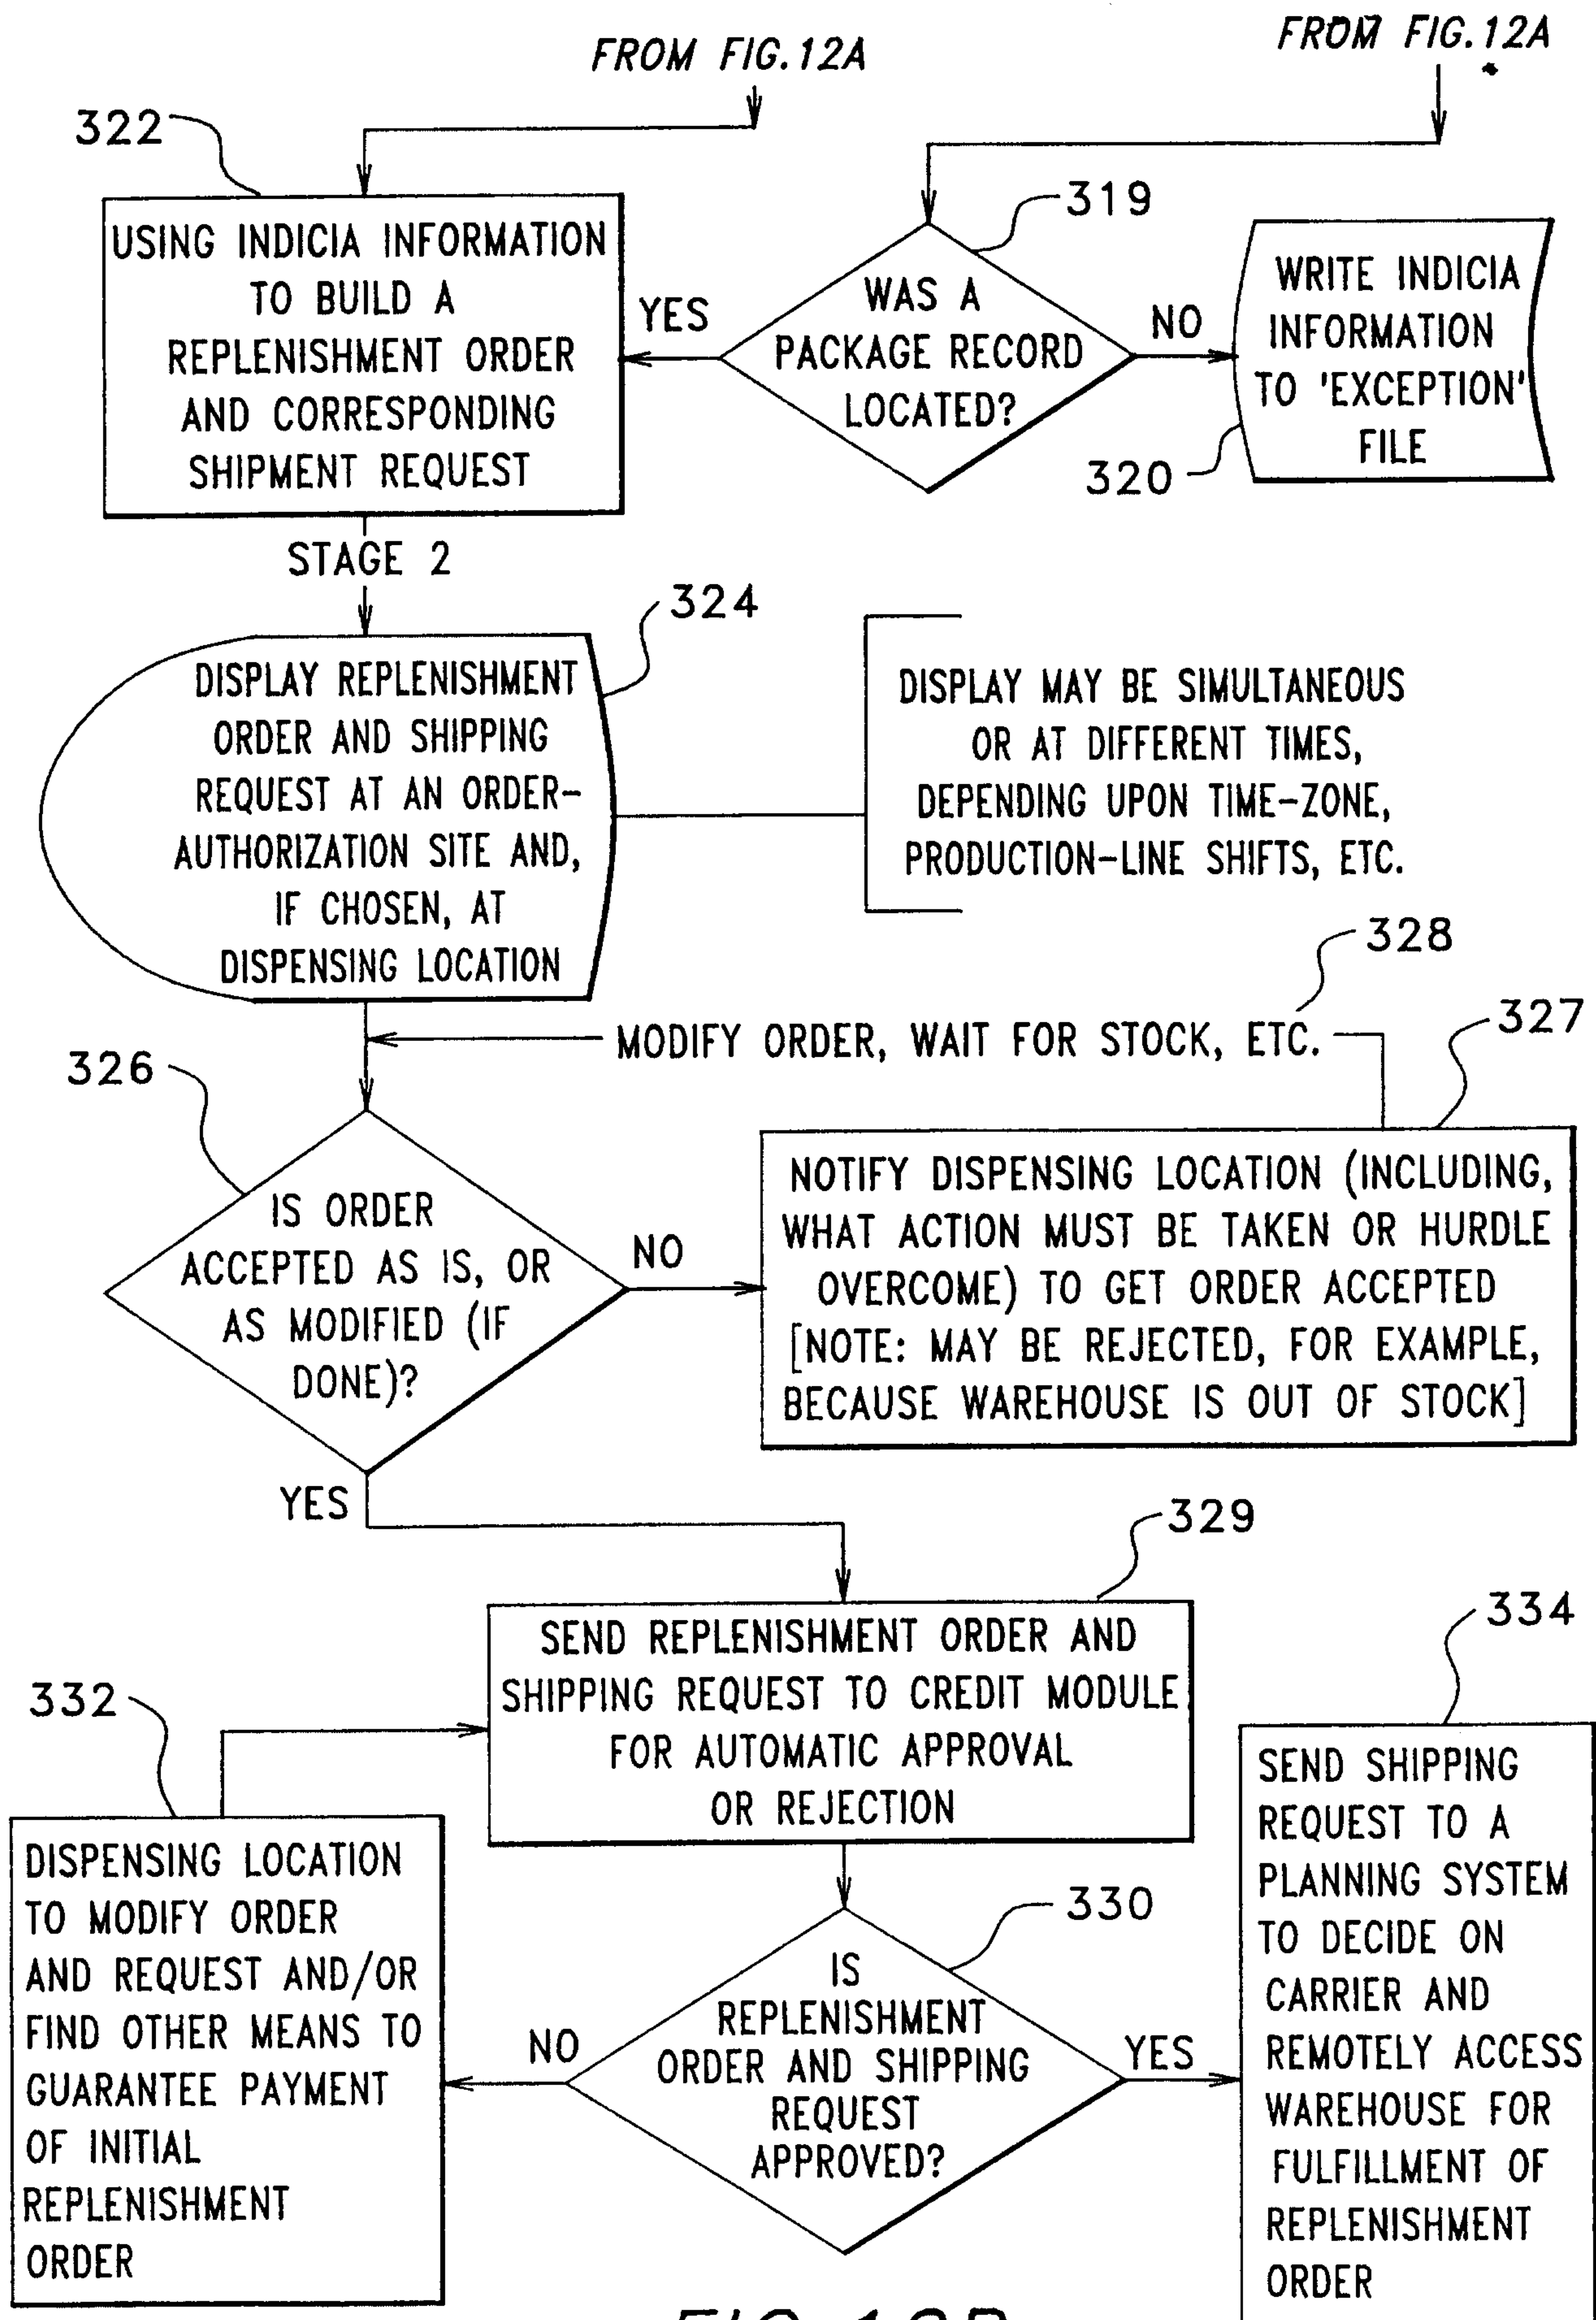 FROM FIG.12A
FROM FIG.12A
322
USING INDICIA INFORMATION
TO BUILD A
REPLENISHMENT ORDER
AND CORRESPONDING
SHIPMENT REQUEST
319
WAS A
PACKAGE RECORD
LOCATED?
YES
NO
WRITE INDICIA
INFORMATION
TO 'EXCEPTION'
FILE
320
STAGE 2
324
DISPLAY REPLENISHMENT
ORDER AND SHIPPING
REQUEST AT AN ORDER-
AUTHORIZATION SITE AND,
IF CHOSEN, AT
DISPENSING LOCATION
DISPLAY MAY BE SIMULTANEOUS
OR AT DIFFERENT TIMES,
DEPENDING UPON TIME-ZONE,
PRODUCTION-LINE SHIFTS, ETC.
328
MODIFY ORDER, WAIT FOR STOCK, ETC.
327
326
IS ORDER
ACCEPTED AS IS, OR
AS MODIFIED (IF
DONE)?
NO
NOTIFY DISPENSING LOCATION (INCLUDING,
WHAT ACTION MUST BE TAKEN OR HURDLE
OVERCOME) TO GET ORDER ACCEPTED
[NOTE: MAY BE REJECTED, FOR EXAMPLE,
BECAUSE WAREHOUSE IS OUT OF STOCK]
YES
329
SEND REPLENISHMENT ORDER AND
SHIPPING REQUEST TO CREDIT MODULE
FOR AUTOMATIC APPROVAL
OR REJECTION
332
DISPENSING LOCATION
TO MODIFY ORDER
AND REQUEST AND/OR
FIND OTHER MEANS TO
GUARANTEE PAYMENT
OF INITIAL
REPLENISHMENT
ORDER
330
IS
REPLENISHMENT
ORDER AND SHIPPING
REQUEST
APPROVED?
NO
YES
334
SEND SHIPPING
REQUEST TO A
PLANNING SYSTEM
TO DECIDE ON
CARRIER AND
REMOTELY ACCESS
WAREHOUSE FOR
FULFILLMENT OF
REPLENISHMENT
ORDER